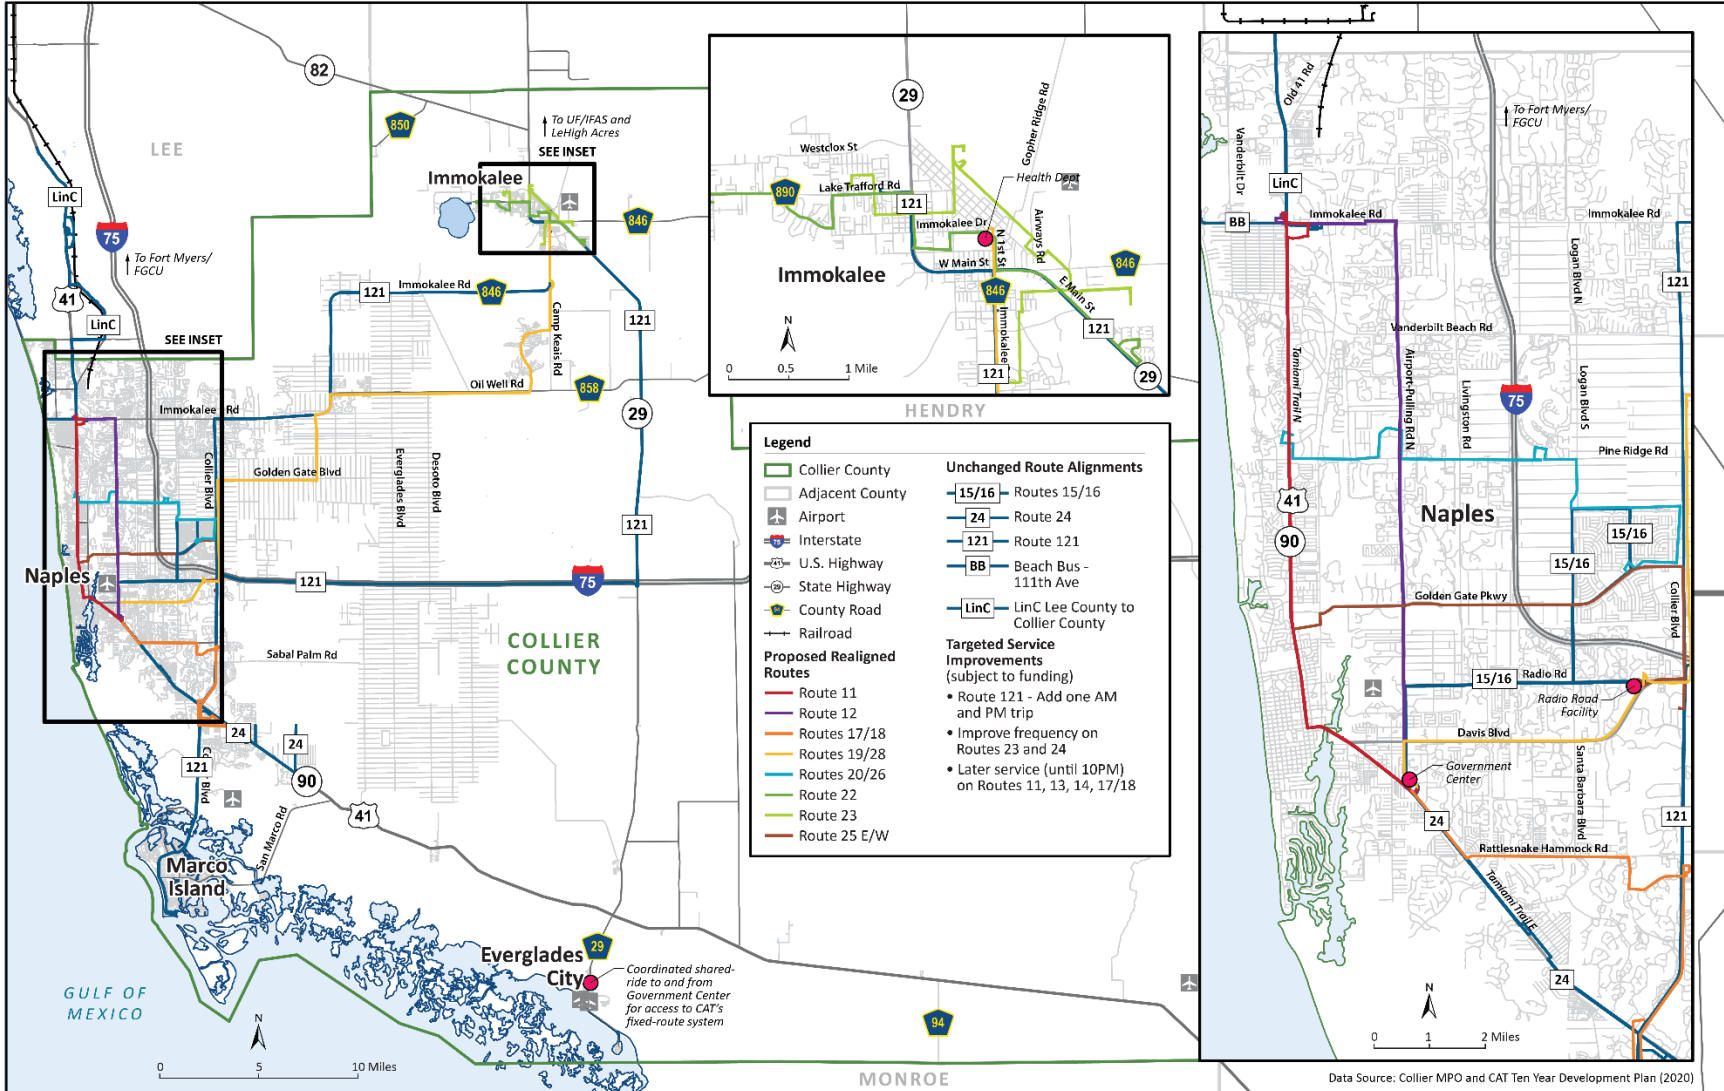 82
850
To UF/IFAS and
LeHigh Acres
LEE
SEE INSET
Immokalee
LinC
75
846
To Fort Myers/
FGCU
41
LinC
121
Immokalee Rd
846
Camp Keais Rd
121
SEE INSET
Oil Well Rd
858
29
Immokalee Rd
Collier Blvd
Golden Gate Blvd
Everglades Blvd
Desoto Blvd
121
Naples
121
75
COLLIER
COUNTY
Sabal Palm Rd
24
24
90
121
41
San Marco Rd
Marco
Island
Everglades
City
29
Coordinated shared-
ride to and from
Government Center
for access to CAT's
fixed-route system
GULF OF
MEXICO
N
0 5 10 Miles
94
MONROE
HENDRY
29
Gopher Ridge Rd
Westclox St
Health Dept
890
Lake Trafford Rd
121
Immokalee Dr
N 1st St
Airways Rd
W Main St
846
Immokalee
846
E Main St
N
Immokalee
121
0 0.5 1 Mile
121
29
Legend
Collier County
Adjacent County
Airport
75 Interstate
41 U.S. Highway
29 State Highway
County Road
Railroad
Proposed Realigned
Routes
Route 11
Route 12
Routes 17/18
Routes 19/28
Routes 20/26
Route 22
Route 23
Route 25 E/W
Unchanged Route Alignments
15/16 Routes 15/16
24 Route 24
121 Route 121
BB Beach Bus -
111th Ave
LinC LinC Lee County to
Collier County
Targeted Service
Improvements
(subject to funding)
• Route 121 - Add one AM
and PM trip
• Improve frequency on
Routes 23 and 24
• Later service (until 10PM)
on Routes 11, 13, 14, 17/18
Old 41 Rd
To Fort Myers/
FGCU
Vanderbilt Dr
LinC
BB
Immokalee Rd
Immokalee Rd
Logan Blvd N
121
Vanderbilt Beach Rd
Tamiami Trail N
Airport-Pulling Rd N
Livingston Rd
75
Logan Blvd S
Pine Ridge Rd
41
90
Naples
15/16
15/16
Golden Gate Pkwy
Collier Blvd
15/16
Radio Rd
Radio Road
Facility
Davis Blvd
Government
Center
Santa Barbara Blvd
24
121
Rattlesnake Hammock Rd
Tamiami Trail E
24
N
0 1 2 Miles
Data Source: Collier MPO and CAT Ten Year Development Plan (2020)